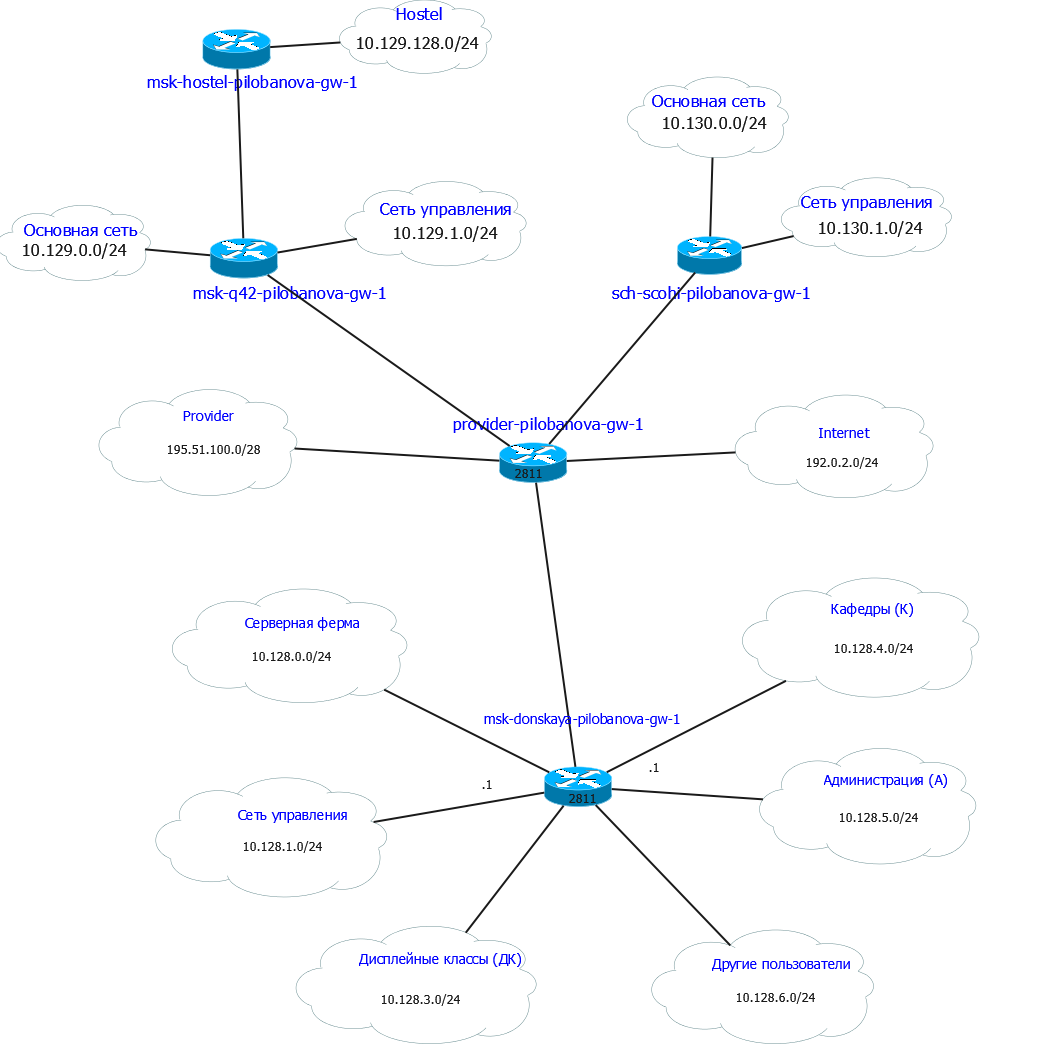 Hostel
10.129.128.0/24
msk-hostel-pilobanova-gw-1
Основная сеть
10.130.0.0/24
Сеть управления
10.130.1.0/24
Сеть управления
10.129.1.0/24
Основная сеть
10.129.0.0/24
msk-q42-pilobanova-gw-1
sch-scohi-pilobanova-gw-1
Provider
195.51.100.0/28
provider-pilobanova-gw-1
2811
Internet
192.0.2.0/24
Серверная ферма
10.128.0.0/24
Кафедры (К)
10.128.4.0/24
msk-donskaya-pilobanova-gw-1
.1
.1
2811
Сеть управления
10.128.1.0/24
Администрация (А)
10.128.5.0/24
Дисплейные классы (ДК)
10.128.3.0/24
Другие пользователи
10.128.6.0/24